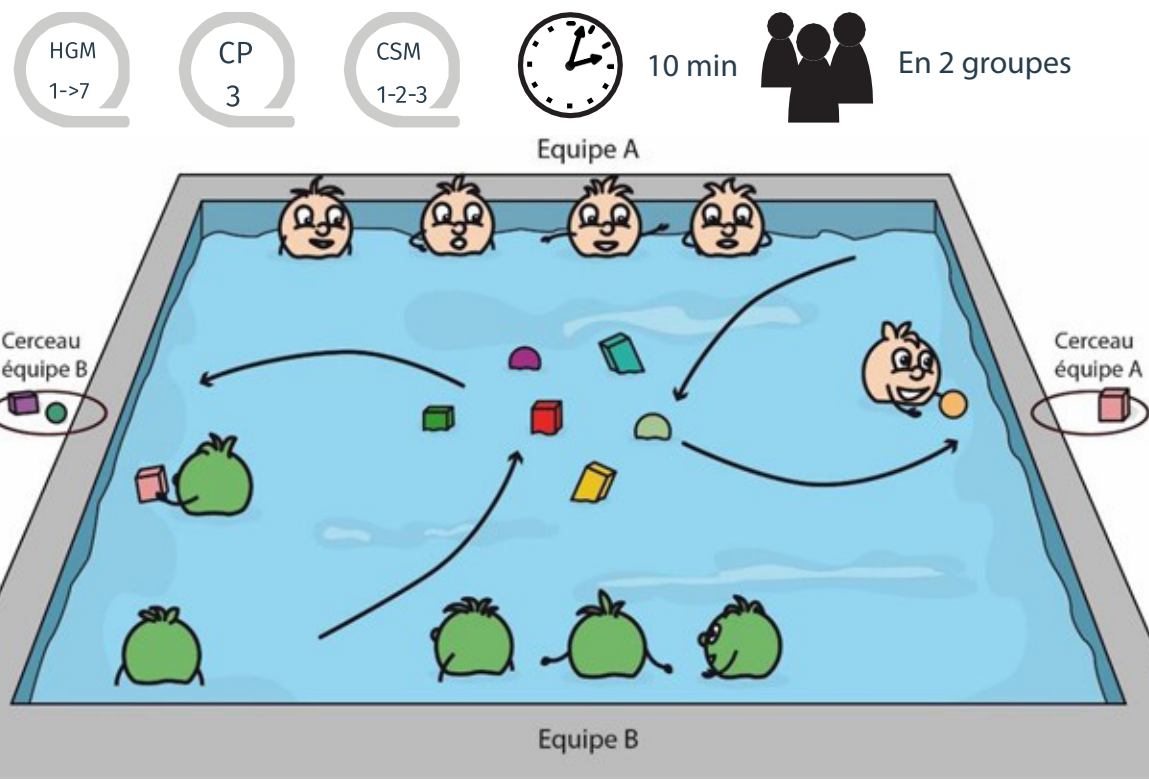 HGM
1->7
CP
3
CSM
1-2-3
10 min
En 2 groupes
Equipe A
Cerceau
équipe B
Cerceau
équipe A
Equipe B